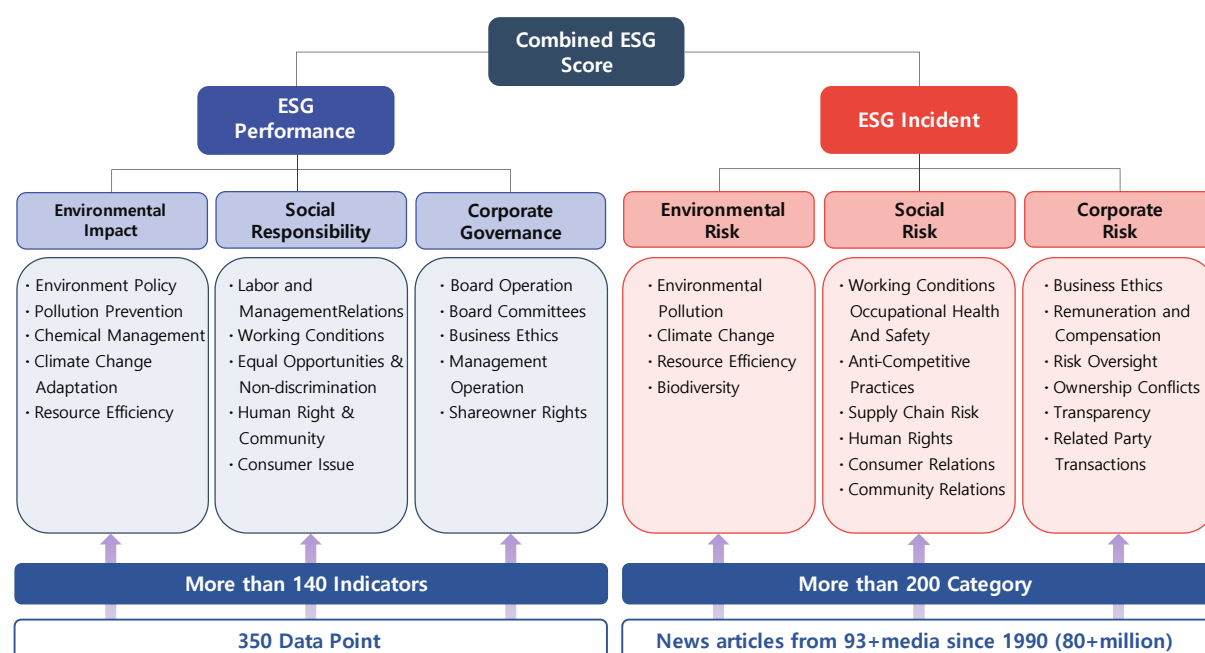 Combined ESG
Score
ESG
Performance
ESG Incident
Environmental
Impact
Social
Responsibility
Corporate
Governance
Environmental
Risk
Social
Risk
Corporate
Risk
· Environment Policy
· Pollution Prevention
· Chemical Management
· Climate Change
Adaptation
· Resource Efficiency
· Labor and
ManagementRelations
· Working Conditions
· Equal Opportunities &
Non-discrimination
· Human Right &
Community
· Consumer Issue
· Board Operation
· Board Committees
· Business Ethics
· Management
Operation
· Shareowner Rights
· Environmental
Pollution
· Climate Change
· Resource Efficiency
· Biodiversity
· Working Conditions
Occupational Health
And Safety
· Anti-Competitive
Practices
· Supply Chain Risk
· Human Rights
· Consumer Relations
· Community Relations
· Business Ethics
· Remuneration and
Compensation
· Risk Oversight
· Ownership Conflicts
· Transparency
· Related Party
Transactions
More than 140 Indicators
More than 200 Category
350 Data Point
News articles from 93+media since 1990 (80+million)